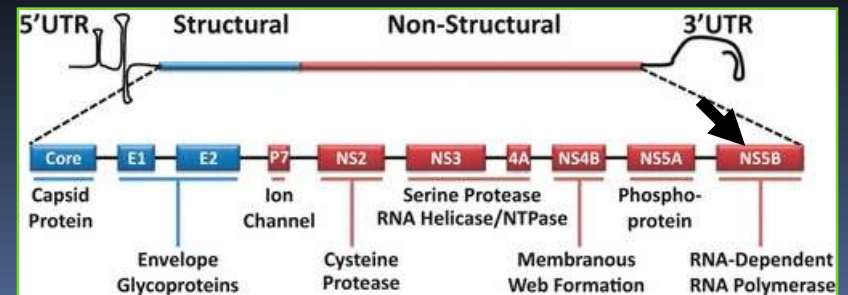 5'UTR Structural Non-Structural 3'UTR
Core E1 E2 P7 NS2 NS3 4A NS4B NS5A NS5B
Capsid
Protein
Ion
Channel
Serine Protease
RNA Helicase/NTPase
Phospho-
protein
Envelope
Glycoproteins
Cysteine
Protease
Membranous
Web Formation
RNA-Dependent
RNA Polymerase